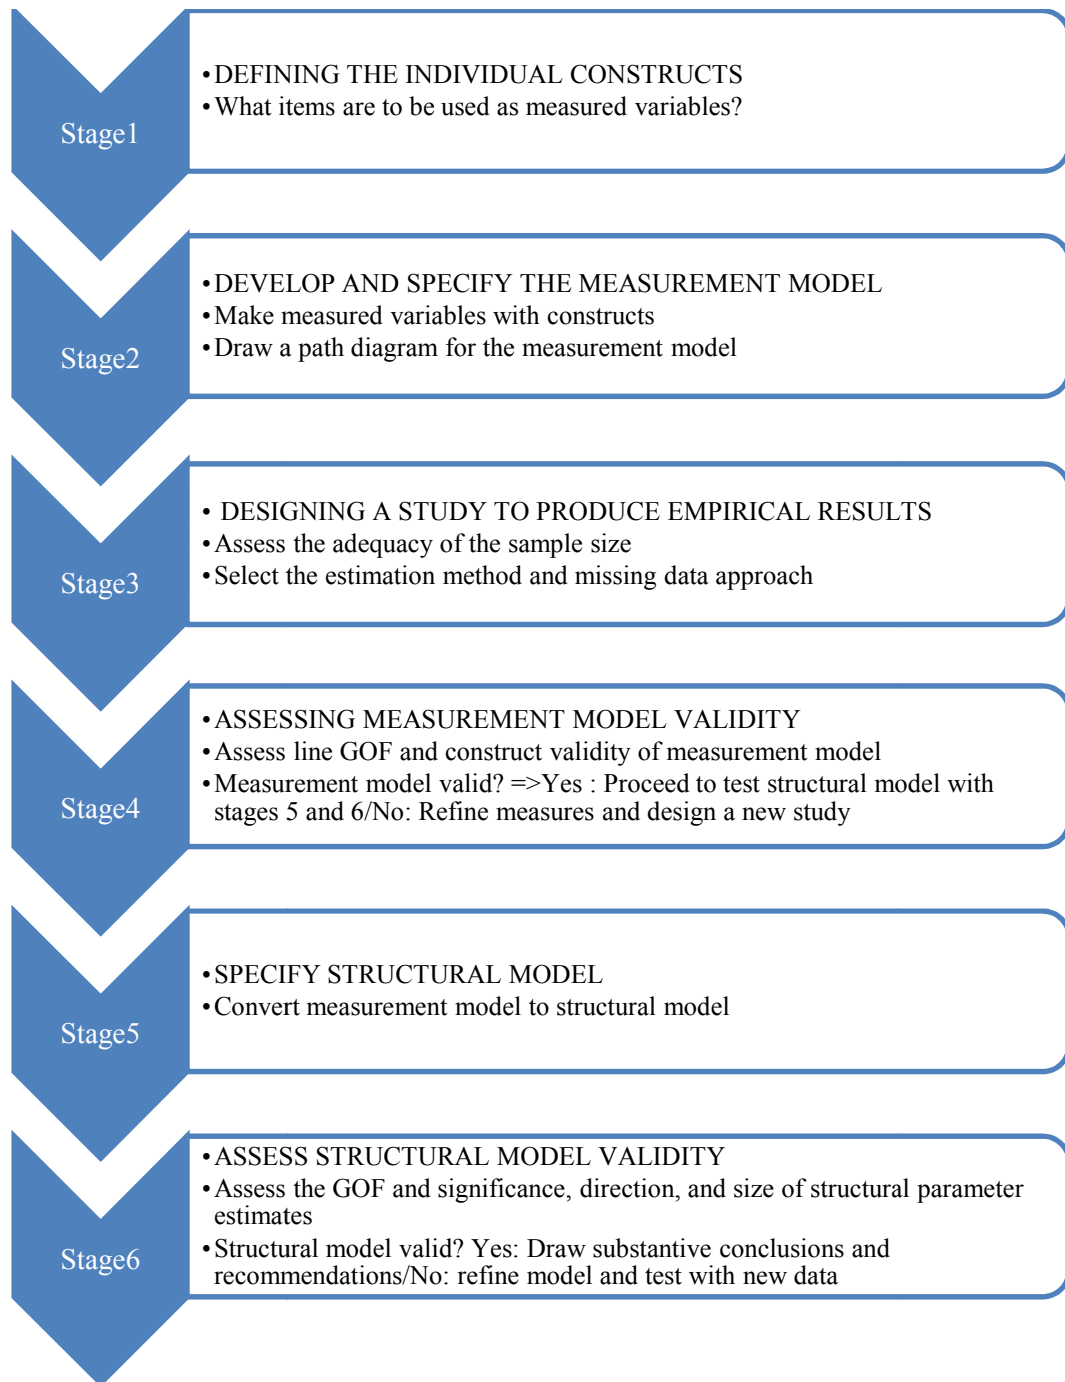 Stage1
•DEFINING THE INDIVIDUAL CONSTRUCTS
•What items are to be used as measured variables?
Stage2
•DEVELOP AND SPECIFY THE MEASUREMENT MODEL
•Make measured variables with constructs
•Draw a path diagram for the measurement model
Stage3
• DESIGNING A STUDY TO PRODUCE EMPIRICAL RESULTS
•Assess the adequacy of the sample size
•Select the estimation method and missing data approach
Stage4
•ASSESSING MEASUREMENT MODEL VALIDITY
•Assess line GOF and construct validity of measurement model
•Measurement model valid? =>Yes : Proceed to test structural model with
stages 5 and 6/No: Refine measures and design a new study
Stage5
•SPECIFY STRUCTURAL MODEL
•Convert measurement model to structural model
Stage6
•ASSESS STRUCTURAL MODEL VALIDITY
•Assess the GOF and significance, direction, and size of structural parameter
estimates
•Structural model valid? Yes: Draw substantive conclusions and
recommendations/No: refine model and test with new data